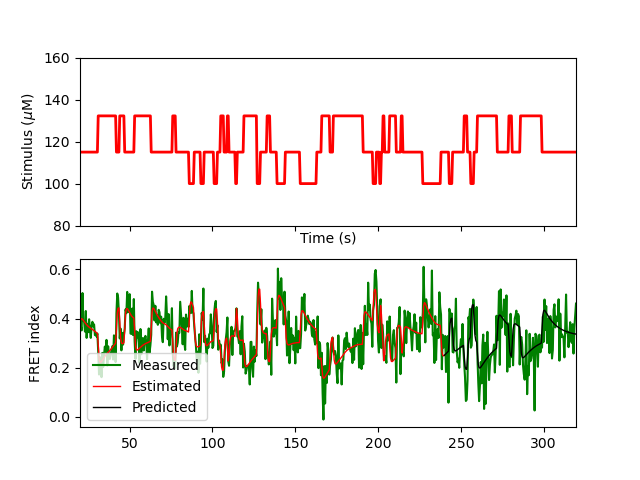 160
140
120
100
80
Stimulus (μM)
Time (s)
0.6
0.4
0.2
0.0
FRET index
Measured
Estimated
Predicted
50
100
150
200
250
300